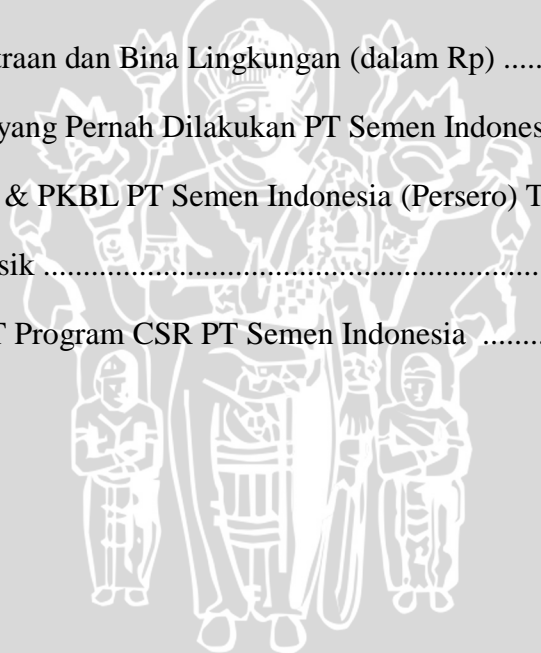 traan dan Bina Lingkungan (dalam Rp) ......
yang Pernah Dilakukan PT Semen Indones
& PKBL PT Semen Indonesia (Persero) T
sik ............................................................
Program CSR PT Semen Indonesia ..........